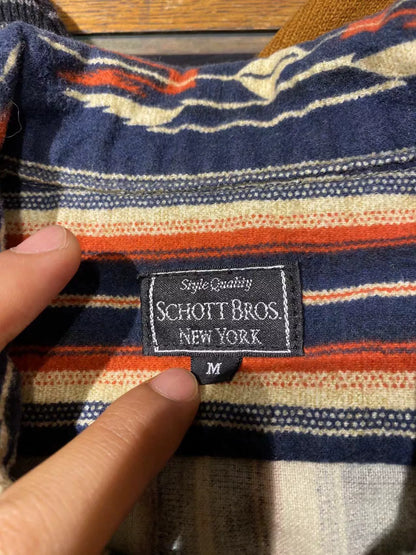 Style Quality
SCHOTT BROS.
NEW YORK
M